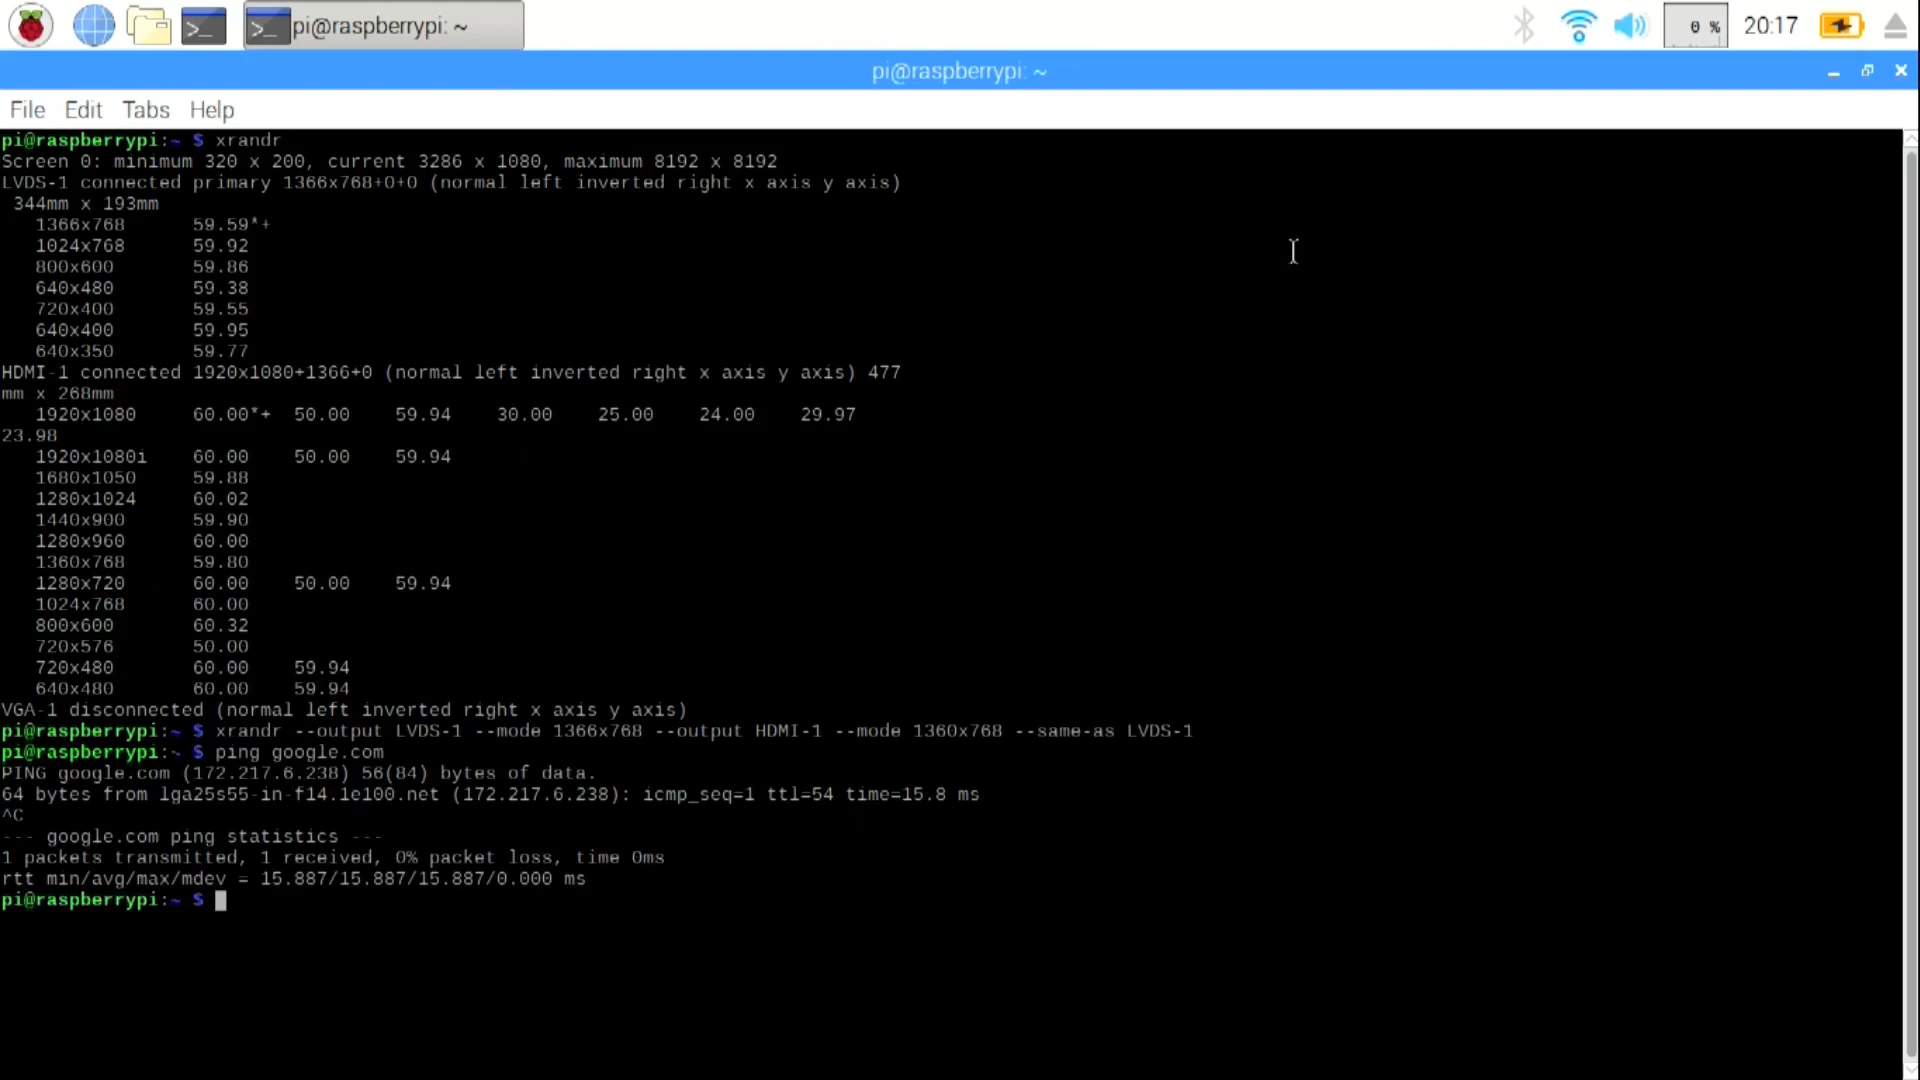 pi@raspberrypi: ~
0 %
20:17
pi@raspberrypi: ~
File Edit Tabs Help
pi@raspberrypi:~ $ xrandr
Screen 0: minimum 320 x 200, current 3286 x 1080, maximum 8192 x 8192
LVDS-1 connected primary 1366x768+0+0 (normal left inverted right x axis y axis)
344mm x 193mm
1366x768 59.59*+
1024x768 59.92
800x600 59.86
640x480 59.38
720x400 59.55
640x400 59.95
640x350 59.77
HDMI-1 connected 1920x1080+1366+0 (normal left inverted right x axis y axis) 477
mm x 268mm
1920x1080 60.00*+ 50.00 59.94 30.00 25.00 24.00 29.97
23.98
1920x1080i 60.00 50.00 59.94
1680x1050 59.88
1280x1024 60.02
1440x900 59.90
1280x960 60.00
1360x768 59.80
1280x720 60.00 50.00 59.94
1024x768 60.00
800x600 60.32
720x576 50.00
720x480 60.00 59.94
640x480 60.00 59.94
VGA-1 disconnected (normal left inverted right x axis y axis)
pi@raspberrypi:~ $ xrandr --output LVDS-1 --mode 1366x768 --output HDMI-1 --mode 1360x768 --same-as LVDS-1
pi@raspberrypi:~ $ ping google.com
PING google.com (172.217.6.238) 56(84) bytes of data.
64 bytes from lga25s55-in-f14.1e100.net (172.217.6.238): icmp_seq=1 ttl=54 time=15.8 ms
^C
--- google.com ping statistics ---
1 packets transmitted, 1 received, 0% packet loss, time 0ms
rtt min/avg/max/mdev = 15.887/15.887/15.887/0.000 ms
pi@raspberrypi:~ $